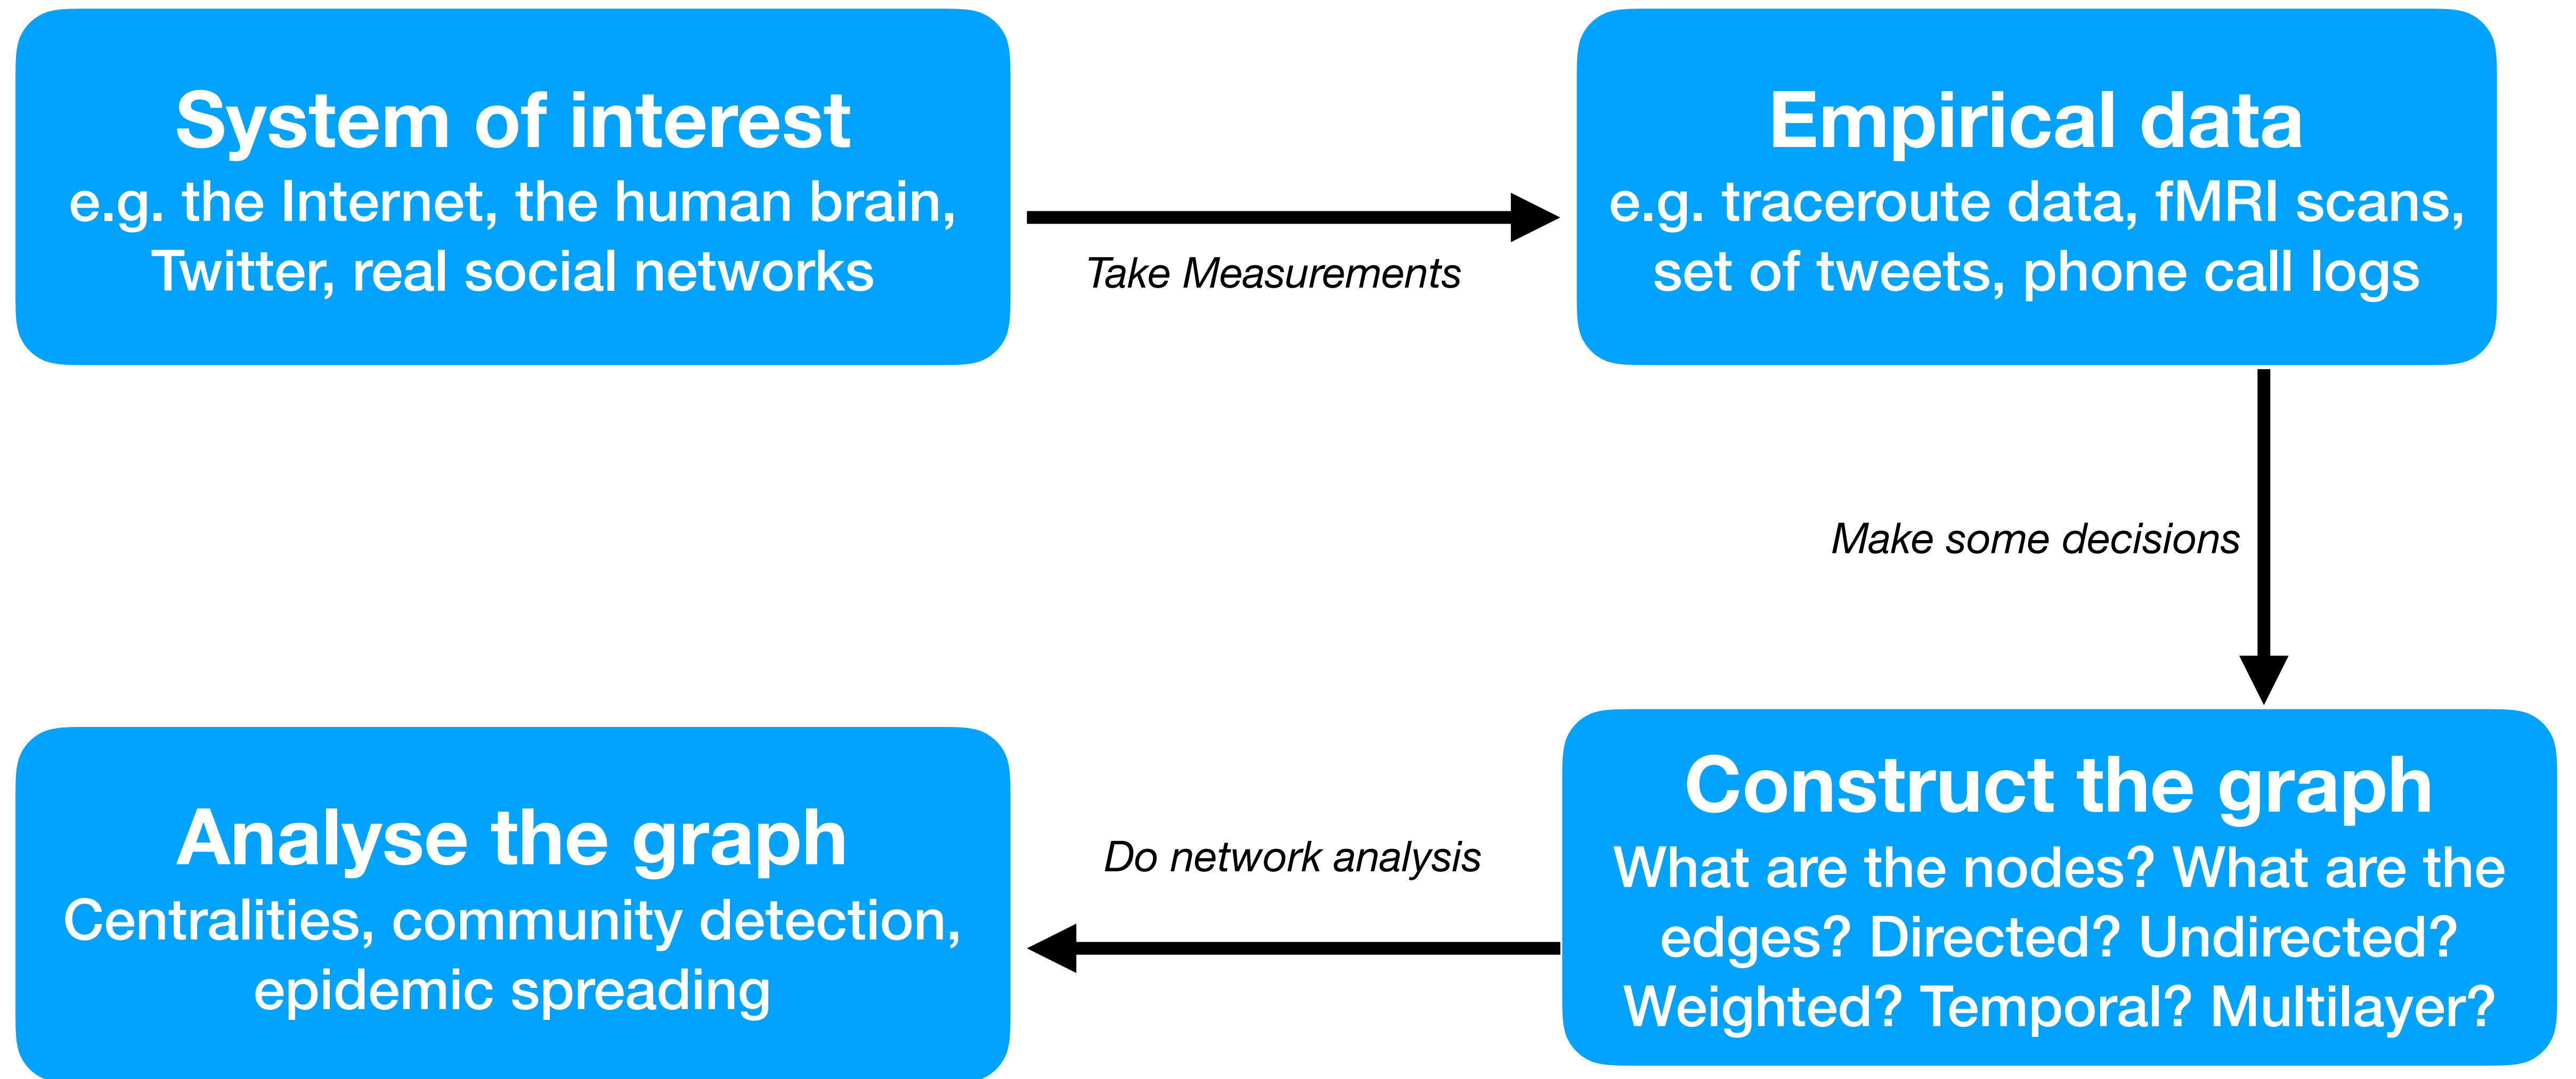 System of interest
e.g. the Internet, the human brain,
Twitter, real social networks
Take Measurements
Empirical data
e.g. traceroute data, fMRI scans,
set of tweets, phone call logs
Make some decisions
Construct the graph
What are the nodes? What are the
edges? Directed? Undirected?
Weighted? Temporal? Multilayer?
Do network analysis
Analyse the graph
Centralities, community detection,
epidemic spreading